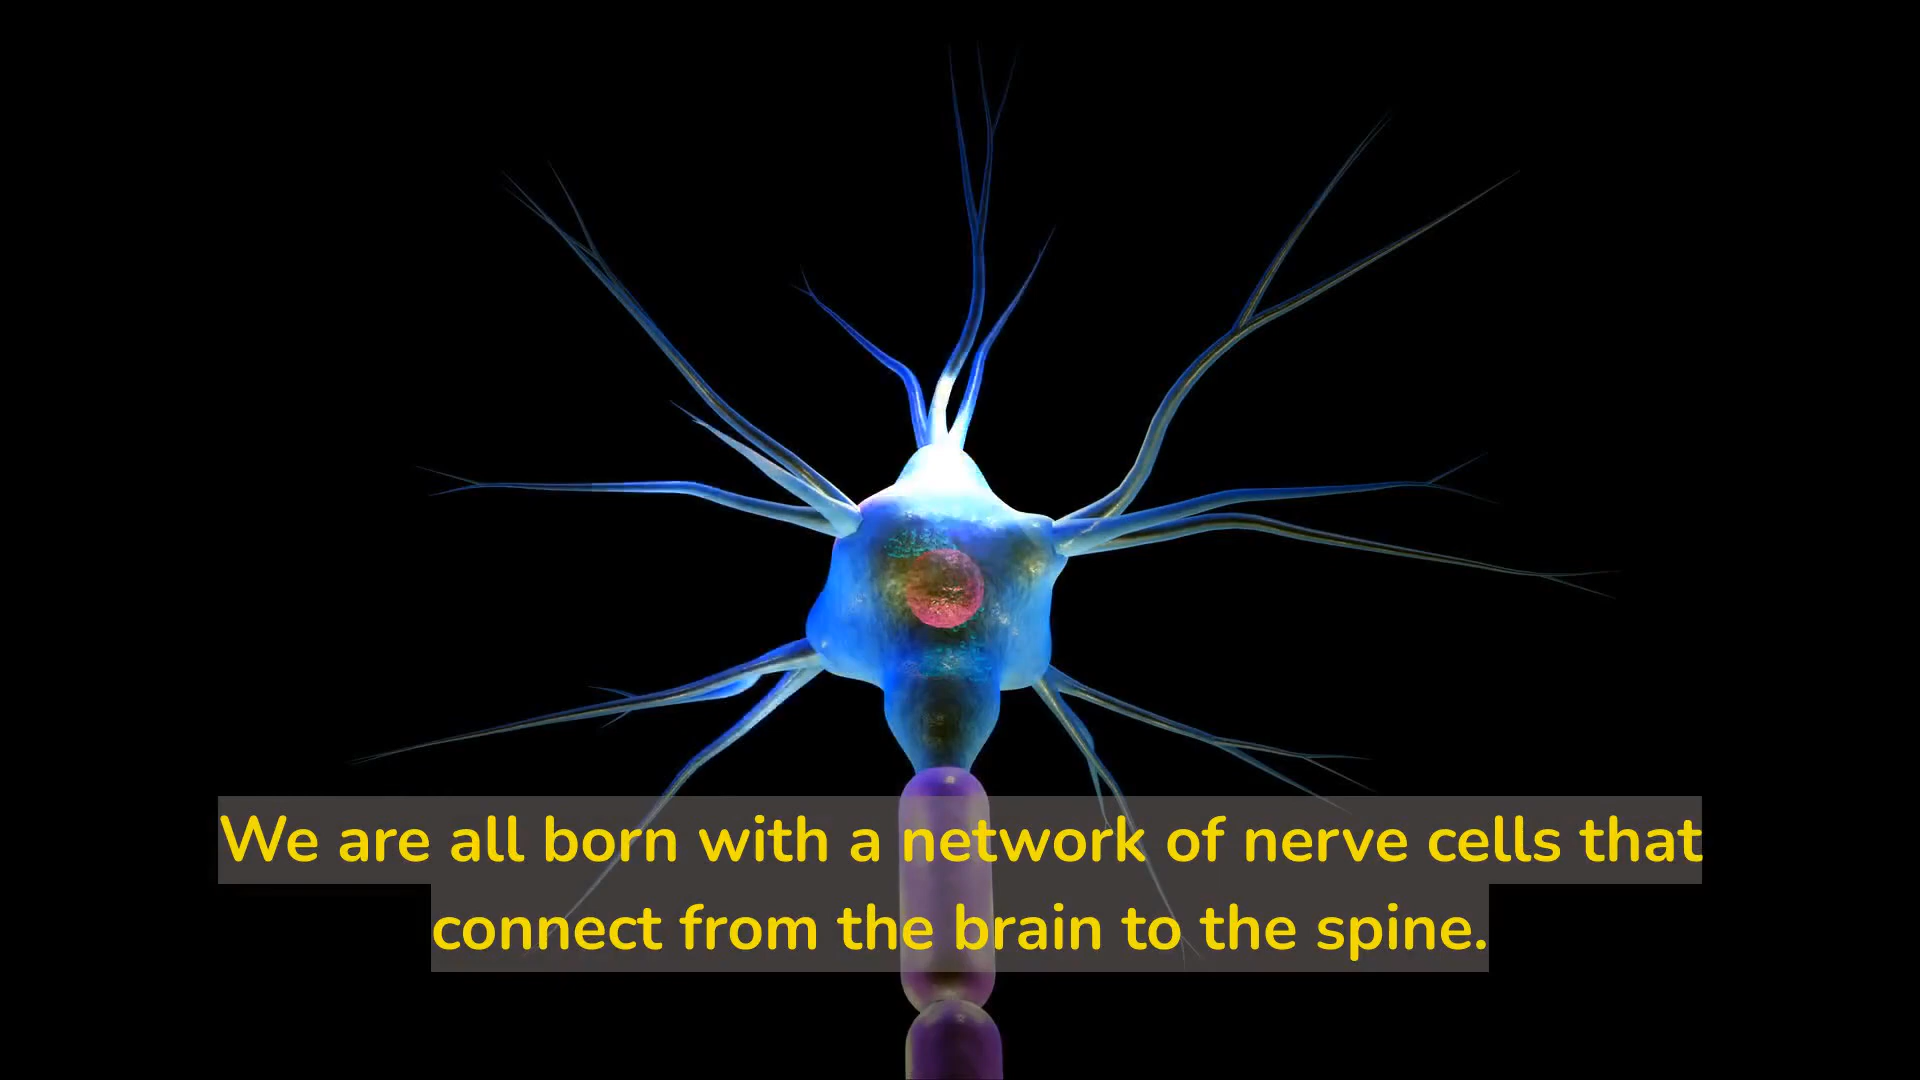 We are all born with a network of nerve cells that
connect from the brain to the spine.